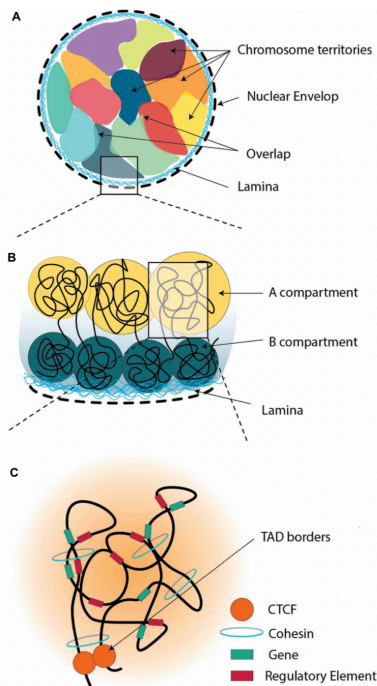 A
Chromosome territories
Nuclear Envelop
Overlap
Lamina
B
A compartment
B compartment
Lamina
C
TAD borders
CTCF
Cohesin
Gene
Regulatory Element